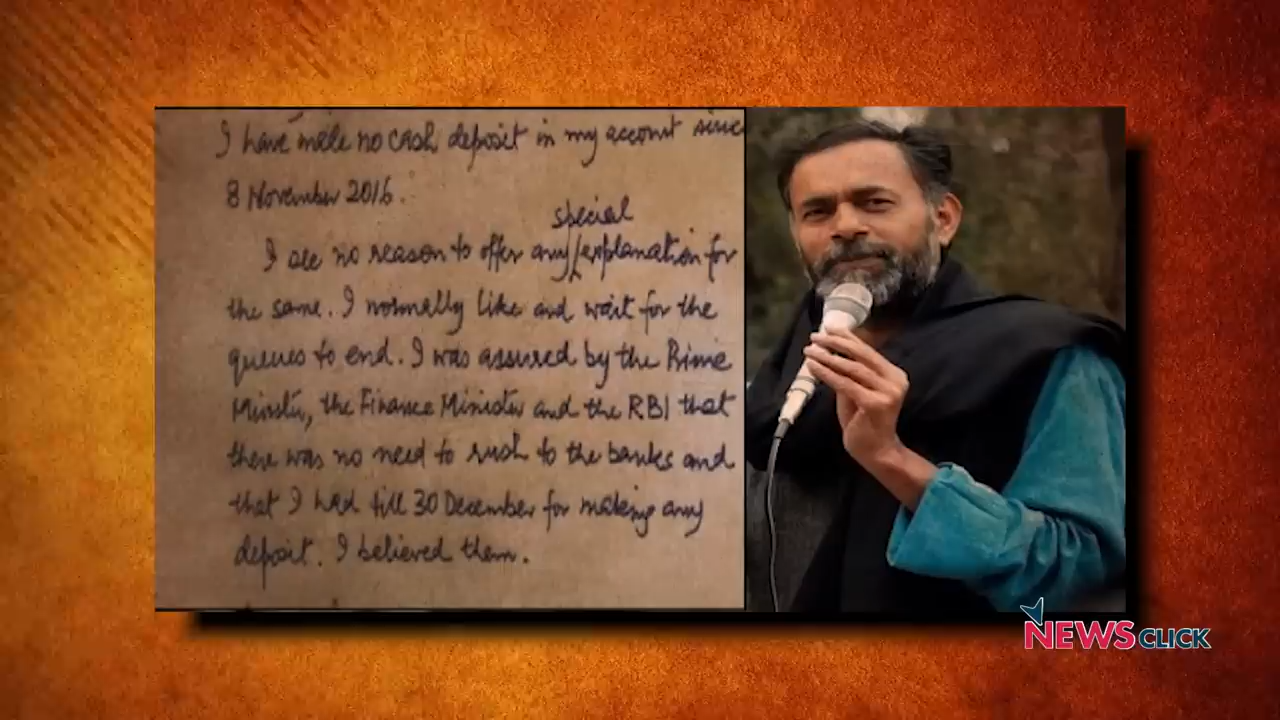 I have made no cash deposit in my account since
8 November 2016.
special
I see no reason to offer any explanation for
the same. I normally like and wait for the
queues to end. I was assured by the Prime
Minister, the Finance Minister and the RBI that
there was no need to rush to the banks and
that I had till 30 December for making any
deposit. I believed them.
NEWSCLICK